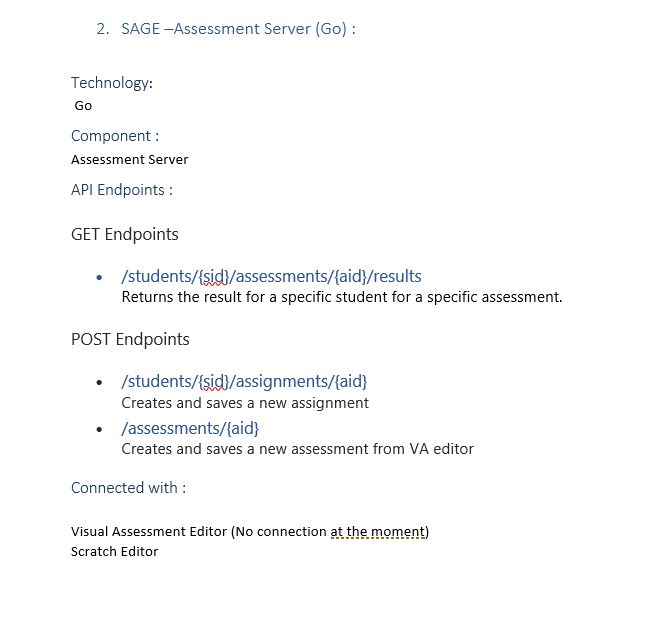 2. SAGE –Assessment Server (Go) :
Technology:
Go
Component :
Assessment Server
API Endpoints :
GET Endpoints
• /students/{sid}/assessments/{aid}/results
Returns the result for a specific student for a specific assessment.
POST Endpoints
• /students/{sid}/assignments/{aid}
Creates and saves a new assignment
• /assessments/{aid}
Creates and saves a new assessment from VA editor
Connected with :
Visual Assessment Editor (No connection at the moment)
Scratch Editor